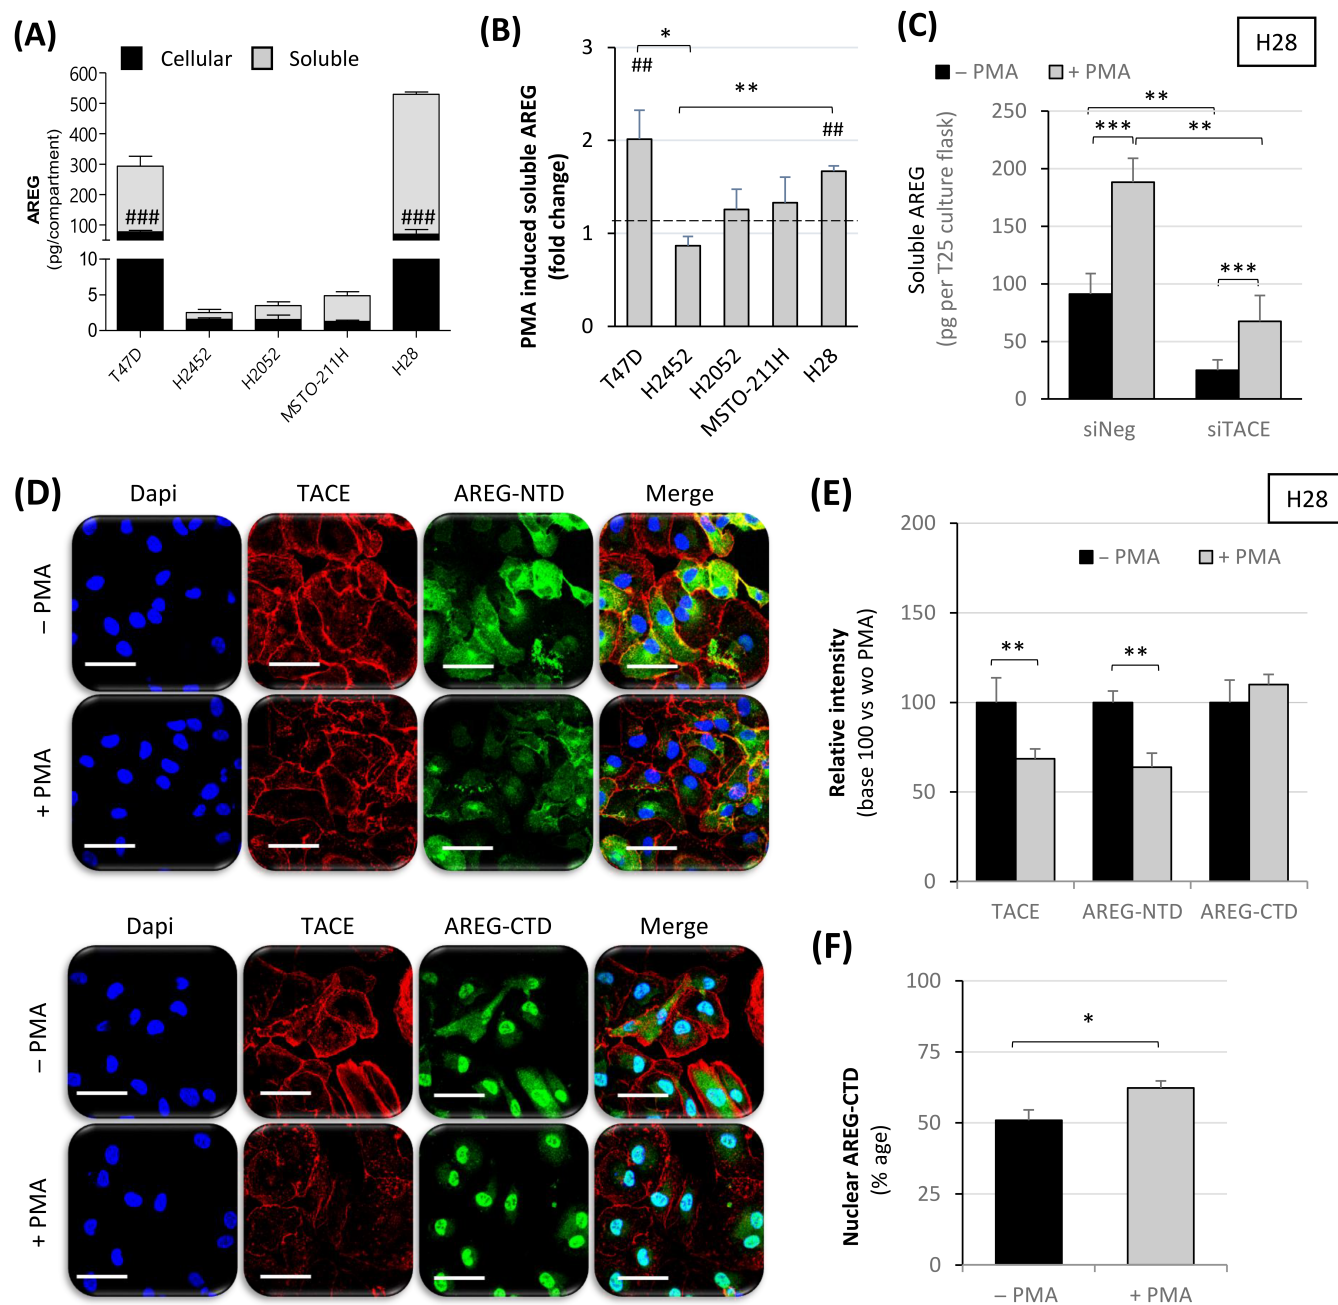 (A)
Cellular
Soluble
AREG
(pg/compartment)
600
500
400
300
200
100
10
5
0
###
###
T47D
H2452
H2052
MSTO-211H
H28
(B)
PMA induced soluble AREG
(fold change)
3
2
1
0
*
##
**
##
T47D
H2452
H2052
MSTO-211H
H28
(C)
H28
– PMA
+ PMA
Soluble AREG
(pg per T25 culture flask)
250
200
150
100
50
0
**
***
**
***
siNeg
siTACE
(D)
Dapi
TACE
AREG-NTD
Merge
– PMA
+ PMA
Dapi
TACE
AREG-CTD
Merge
– PMA
+ PMA
(E)
H28
– PMA
+ PMA
Relative intensity
(base 100 vs wo PMA)
200
150
100
50
0
**
**
TACE
AREG-NTD
AREG-CTD
(F)
Nuclear AREG-CTD
(% age)
100
75
50
25
0
*
– PMA
+ PMA